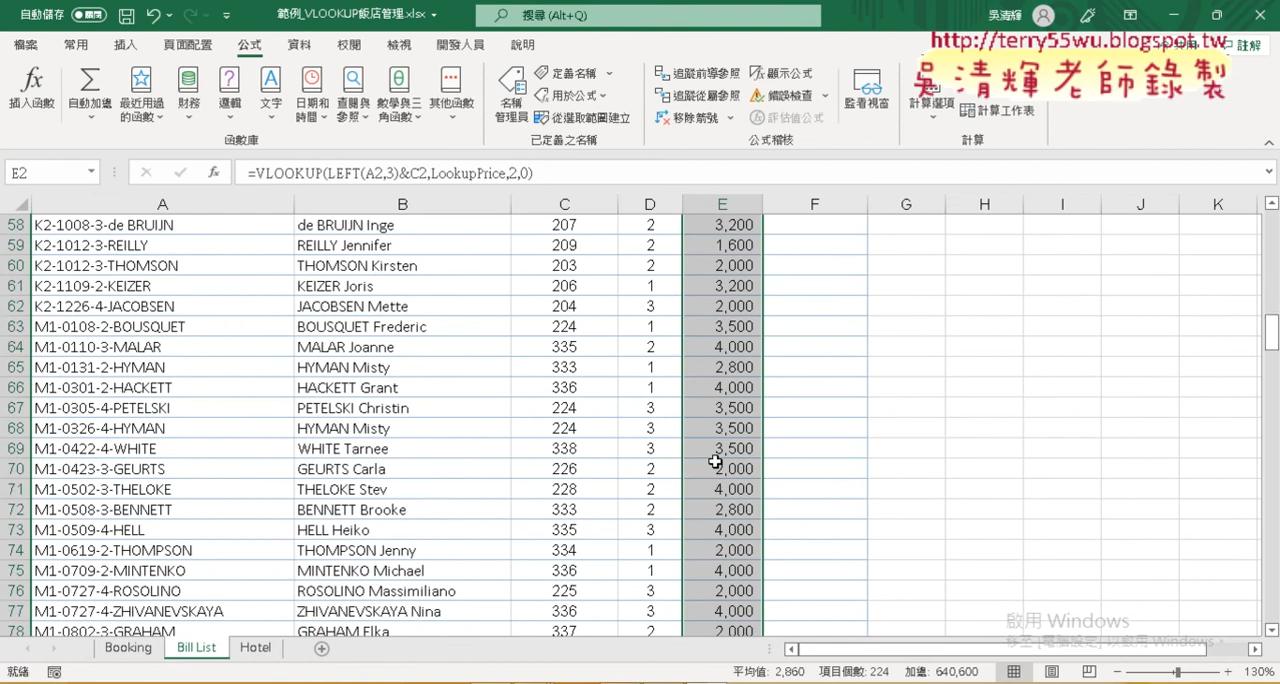 自動儲存 範例_VLOOKUP飯店管理.xlsx 搜尋 (Alt+Q) 吳清輝
檔案 常用 插入 頁面配置 公式 資料 校閱 檢視 開發人員 說明 註解
http://terry55wu.blogspot.tw
吳清輝老師錄製
插入函數 自動加總 最近用過的函數 財務 邏輯 文字 日期和時間 查閱與參照 數學與三角函數 其他函數
函數庫
名稱管理員 定義名稱 用於公式 從選取範圍建立
已定義之名稱
追蹤前導參照 顯示公式
追蹤從屬參照 錯誤檢查
移除箭號 評估值公式
公式稽核
監看視窗 計算選項 計算工作表
計算
E2 fx =VLOOKUP(LEFT(A2,3)&C2,LookupPrice,2,0)
A B C D E F G H I J K
58 K2-1008-3-de BRUIJN de BRUIJN Inge 207 2 3,200
59 K2-1012-3-REILLY REILLY Jennifer 209 2 1,600
60 K2-1012-3-THOMSON THOMSON Kirsten 203 2 2,000
61 K2-1109-2-KEIZER KEIZER Joris 206 1 3,200
62 K2-1226-4-JACOBSEN JACOBSEN Mette 204 3 2,000
63 M1-0108-2-BOUSQUET BOUSQUET Frederic 224 1 3,500
64 M1-0110-3-MALAR MALAR Joanne 335 2 4,000
65 M1-0131-2-HYMAN HYMAN Misty 333 1 2,800
66 M1-0301-2-HACKETT HACKETT Grant 336 1 4,000
67 M1-0305-4-PETELSKI PETELSKI Christin 224 3 3,500
68 M1-0326-4-HYMAN HYMAN Misty 224 3 3,500
69 M1-0422-4-WHITE WHITE Tarnee 338 3 3,500
70 M1-0423-3-GEURTS GEURTS Carla 226 2 2,000
71 M1-0502-3-THELOKE THELOKE Stev 228 2 4,000
72 M1-0508-3-BENNETT BENNETT Brooke 333 2 2,800
73 M1-0509-4-HELL HELL Heiko 335 3 4,000
74 M1-0619-2-THOMPSON THOMPSON Jenny 334 1 2,000
75 M1-0709-2-MINTENKO MINTENKO Michael 336 1 4,000
76 M1-0727-4-ROSOLINO ROSOLINO Massimiliano 225 3 2,000
77 M1-0727-4-ZHIVANEVSKAYA ZHIVANEVSKAYA Nina 336 3 4,000
78 M1-0802-3-GRAHAM GRAHAM Elka 337 2 2,000
啟用 Windows
移至 [電腦設定] 以啟用 Windows。
Booking Bill List Hotel
就緒 平均值: 2,860 項目個數: 224 加總: 640,600 130%